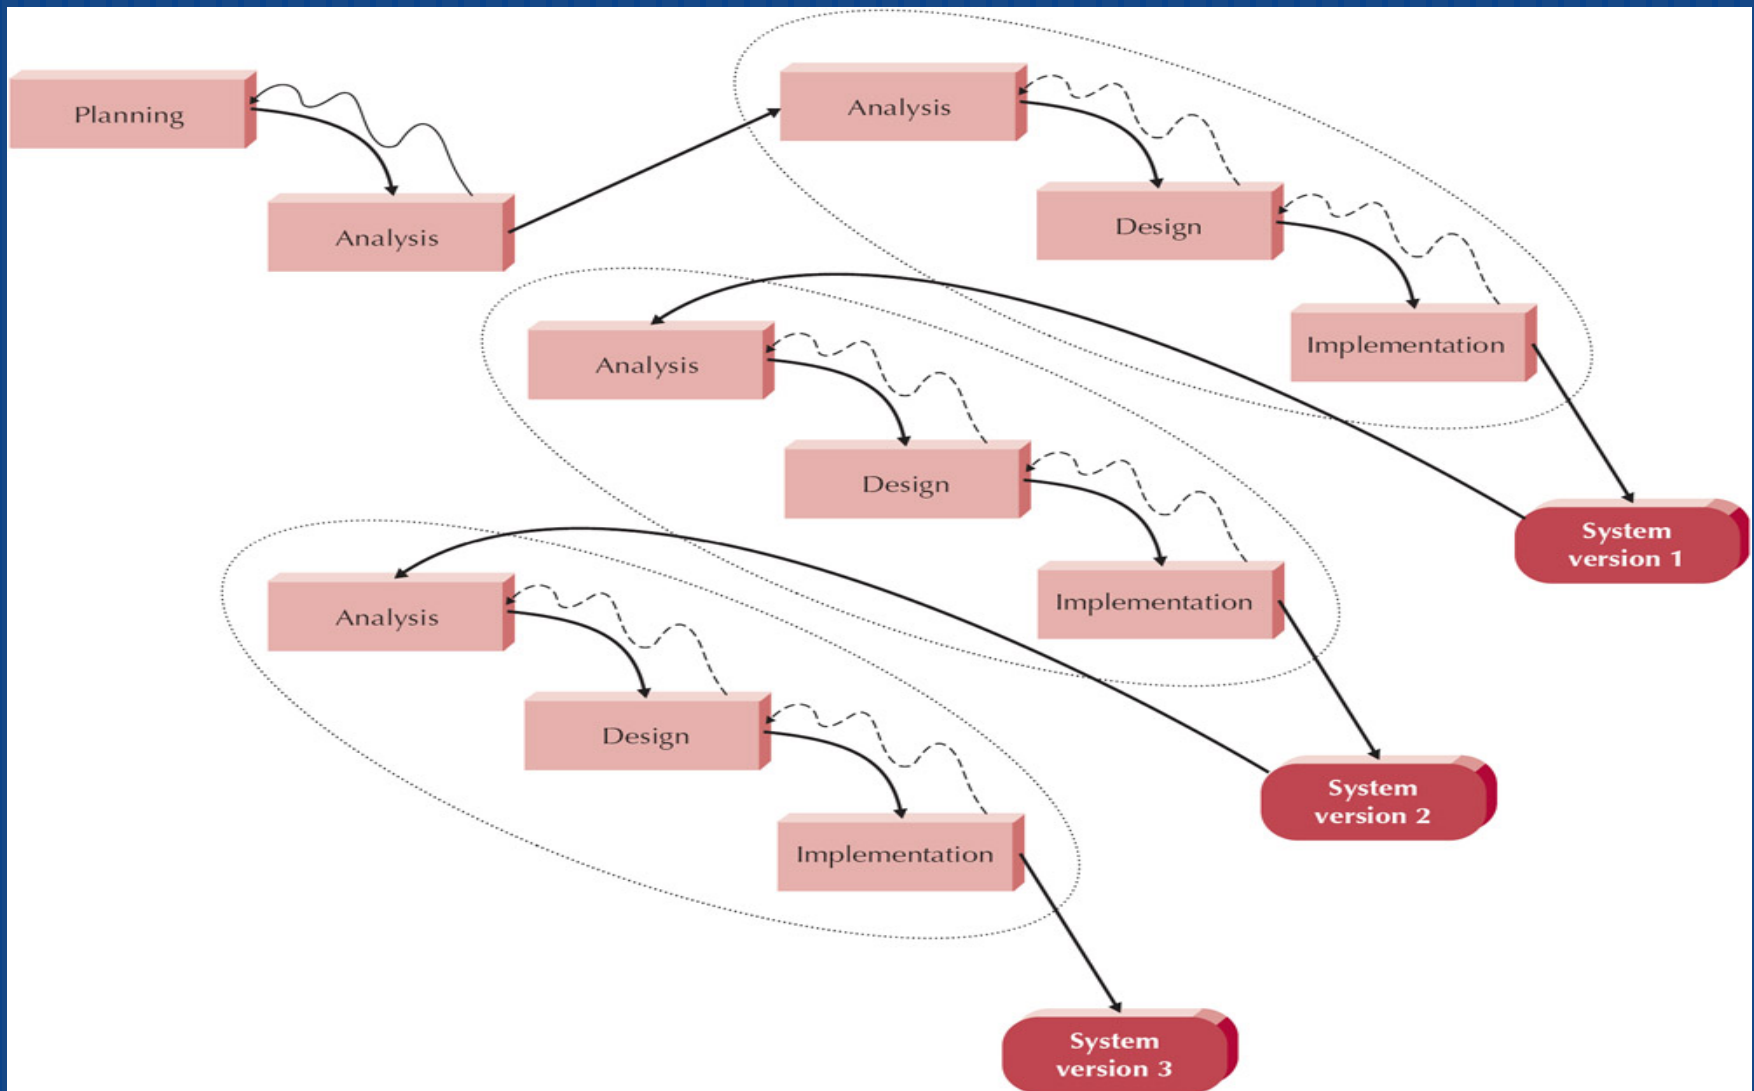 Planning
Analysis
Analysis
Design
Implementation
System
version 1
Analysis
Design
Implementation
System
version 2
Analysis
Design
Implementation
System
version 3